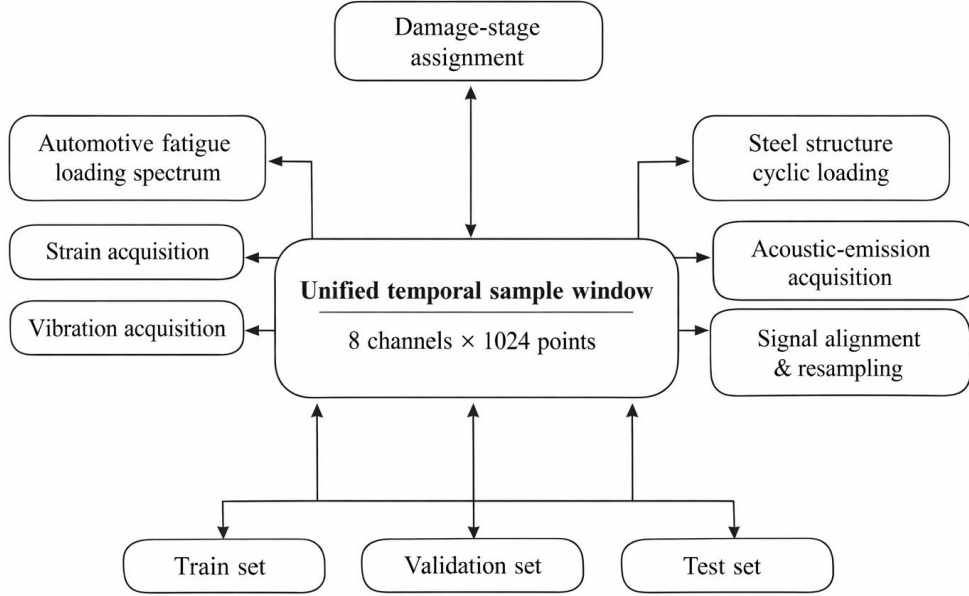 Damage-stage
assignment
Automotive fatigue
loading spectrum
Steel structure
cyclic loading
Strain acquisition
Acoustic-emission
acquisition
Unified temporal sample window
8 channels × 1024 points
Vibration acquisition
Signal alignment
& resampling
Train set
Validation set
Test set